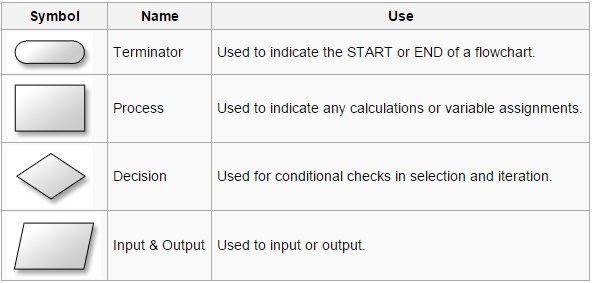 Symbol Name Use
Terminator Used to indicate the START or END of a flowchart.
Process Used to indicate any calculations or variable assignments.
Decision Used for conditional checks in selection and iteration.
Input & Output Used to input or output.